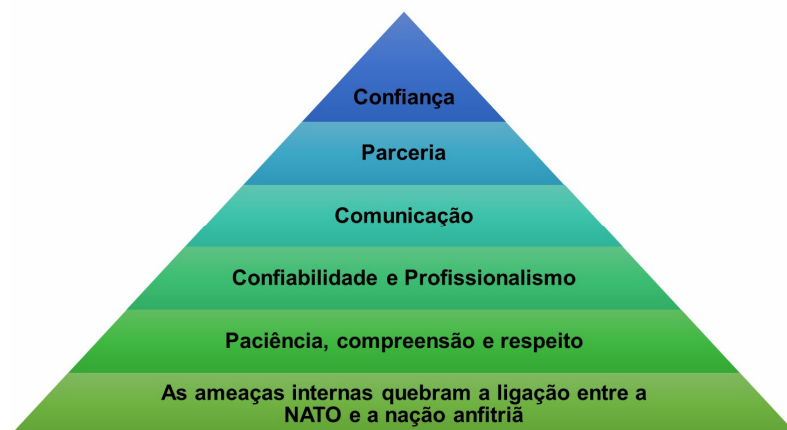 Confiança
Parceria
Comunicação
Confiabilidade e Profissionalismo
Paciência, compreensão e respeito
As ameaças internas quebram a ligação entre a
NATO e a nação anfitriã